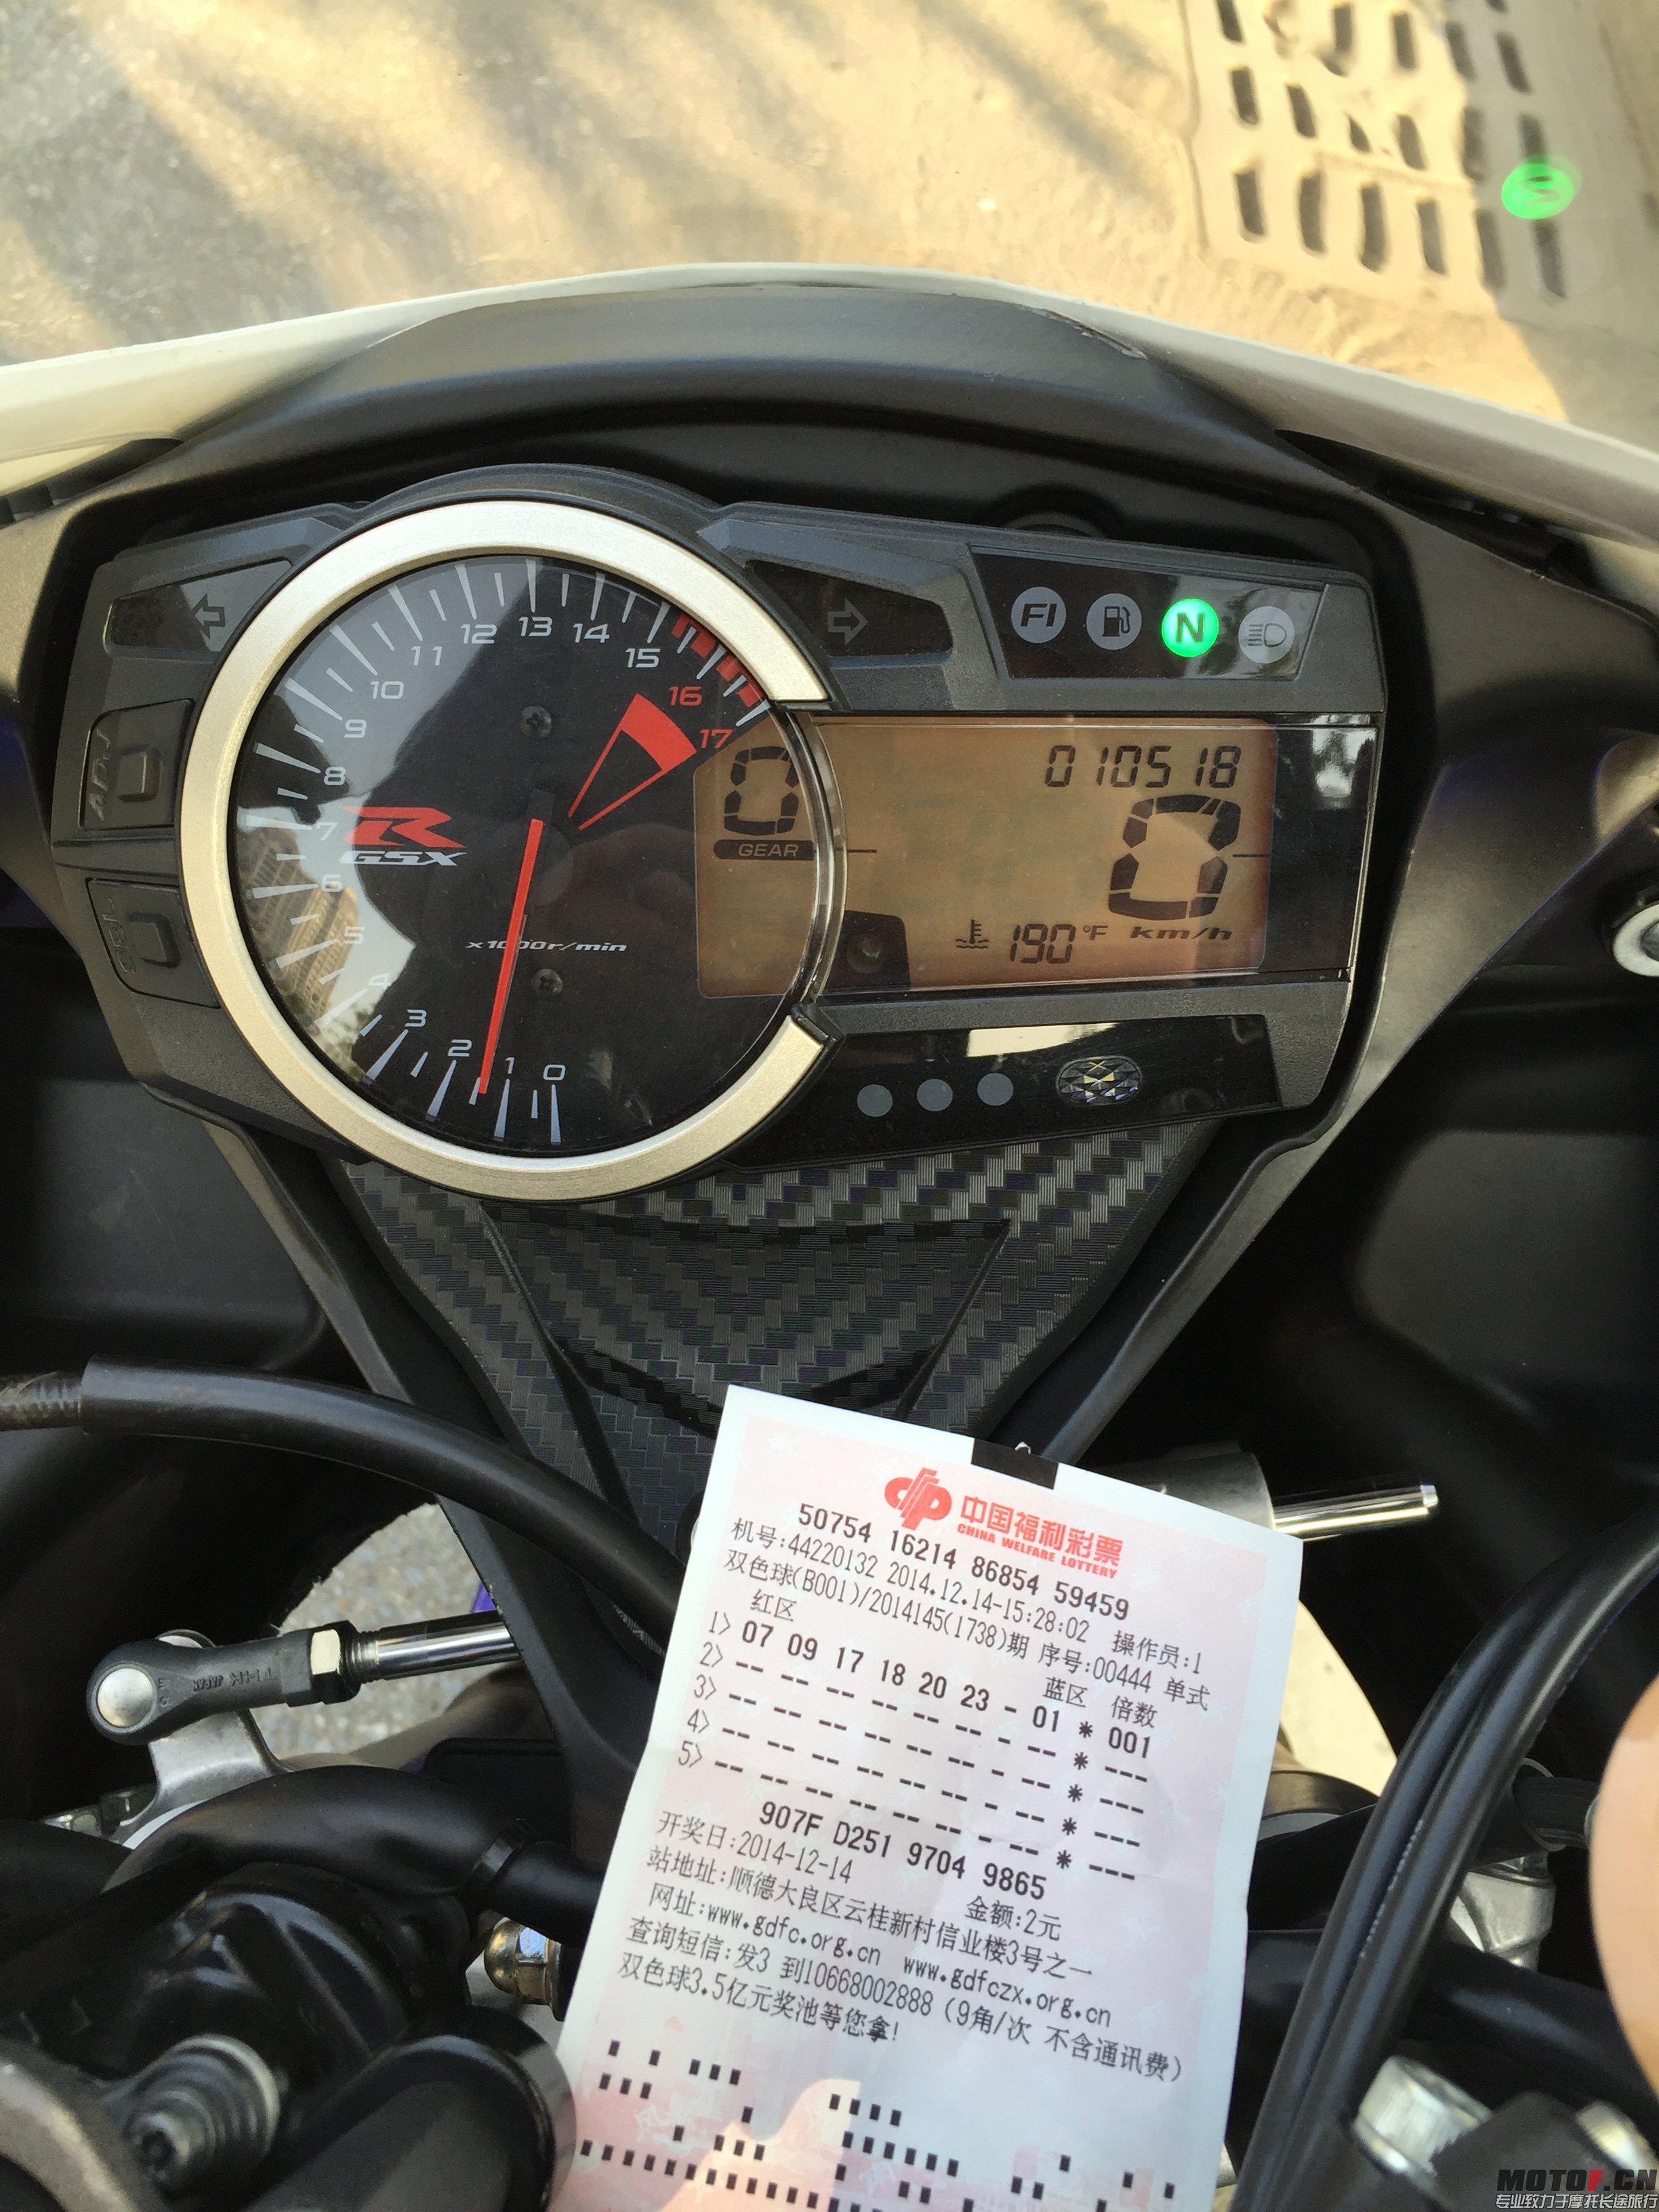 FI
N
ADJ
SEL
0
1
2
3
4
5
6
7
8
9
10
11
12
13
14
15
16
17
R
GSX
x1000r/min
0
GEAR
010518
0
190°F km/h
中国福利彩票
CHINA WELFARE LOTTERY
50754 16214 86854 59459
机号:44220132 2014.12.14-15:28:02 操作员:1
双色球(B001)/2014145(1738)期 序号:00444 单式
红区 蓝区 倍数
1> 07 09 17 18 20 23 - 01 * 001
2> -- -- -- -- -- -- - -- * ---
3> -- -- -- -- -- -- - -- * ---
4> -- -- -- -- -- -- - -- * ---
5> -- -- -- -- -- -- - -- * ---
907F D251 9704 9865
开奖日:2014-12-14 金额:2元
站地址:顺德大良区云桂新村信业楼3号之一
网址:www.gdfc.org.cn www.gdfczx.org.cn
查询短信:发3 到10668002888 (9角/次 不含通讯费)
双色球3.5亿元奖池等您拿!
MOTOF.CN
专业致力于摩托长途旅行